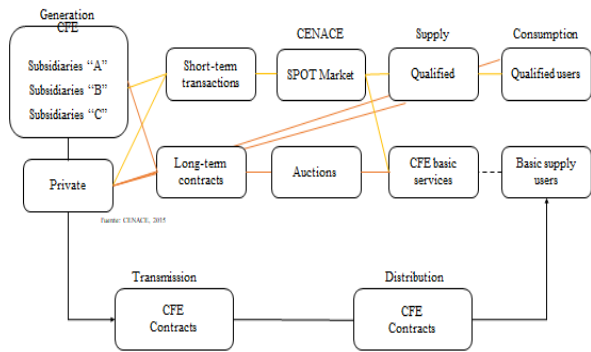 Generation
CFE
Subsidiaries “A”
Subsidiaries “B”
Subsidiaries “C”
Private
Short-term
transactions
CENACE
SPOT Market
Supply
Qualified
Consumption
Qualified users
Long-term
contracts
Auctions
CFE basic
services
Basic supply
users
Fuente: CENACE, 2015
Transmission
CFE
Contracts
Distribution
CFE
Contracts